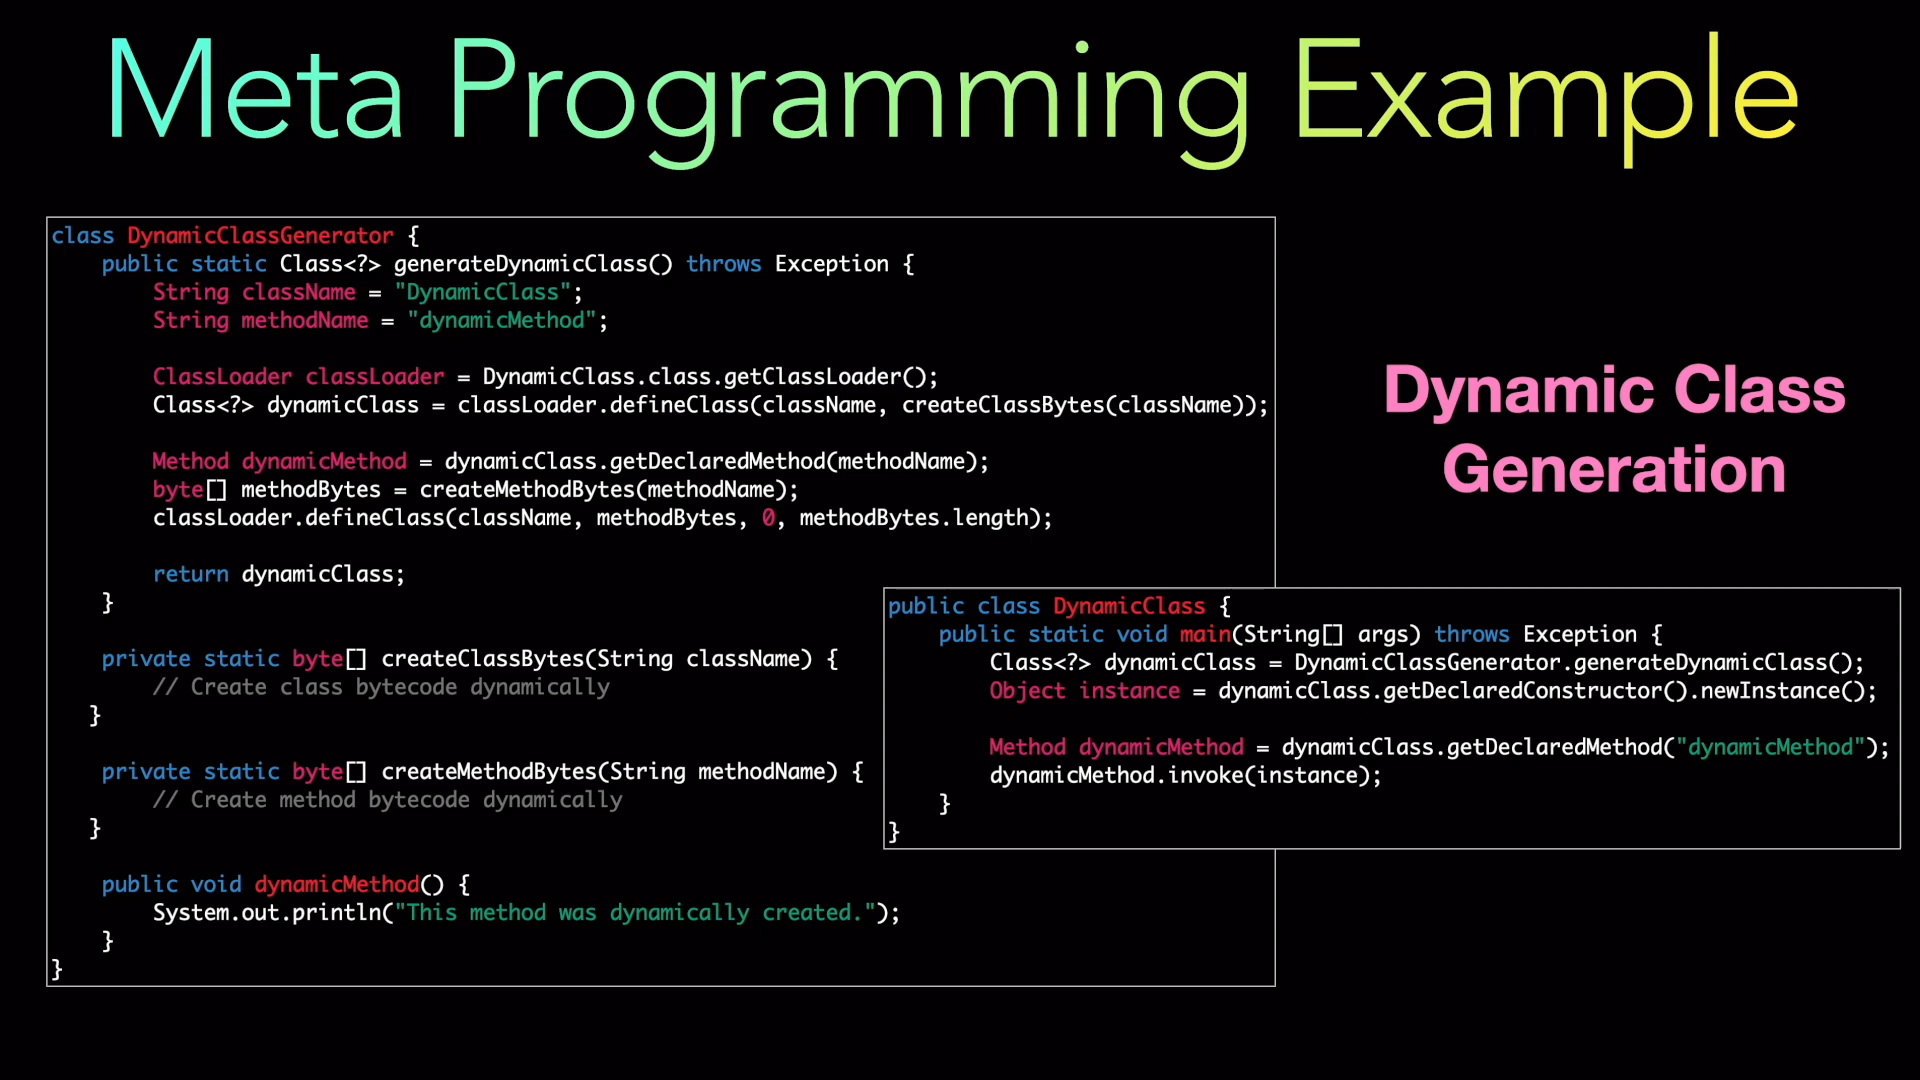 Meta Programming Example
class DynamicClassGenerator {
    public static Class<?> generateDynamicClass() throws Exception {
        String className = "DynamicClass";
        String methodName = "dynamicMethod";

        ClassLoader classLoader = DynamicClass.class.getClassLoader();
        Class<?> dynamicClass = classLoader.defineClass(className, createClassBytes(className));

        Method dynamicMethod = dynamicClass.getDeclaredMethod(methodName);
        byte[] methodBytes = createMethodBytes(methodName);
        classLoader.defineClass(className, methodBytes, 0, methodBytes.length);

        return dynamicClass;
    }

    private static byte[] createClassBytes(String className) {
        // Create class bytecode dynamically
   }

    private static byte[] createMethodBytes(String methodName) {
        // Create method bytecode dynamically
   }

    public void dynamicMethod() {
        System.out.println("This method was dynamically created.");
    }
}
Dynamic Class
Generation
public class DynamicClass {
    public static void main(String[] args) throws Exception {
        Class<?> dynamicClass = DynamicClassGenerator.generateDynamicClass();
        Object instance = dynamicClass.getDeclaredConstructor().newInstance();

        Method dynamicMethod = dynamicClass.getDeclaredMethod("dynamicMethod");
        dynamicMethod.invoke(instance);
    }
}